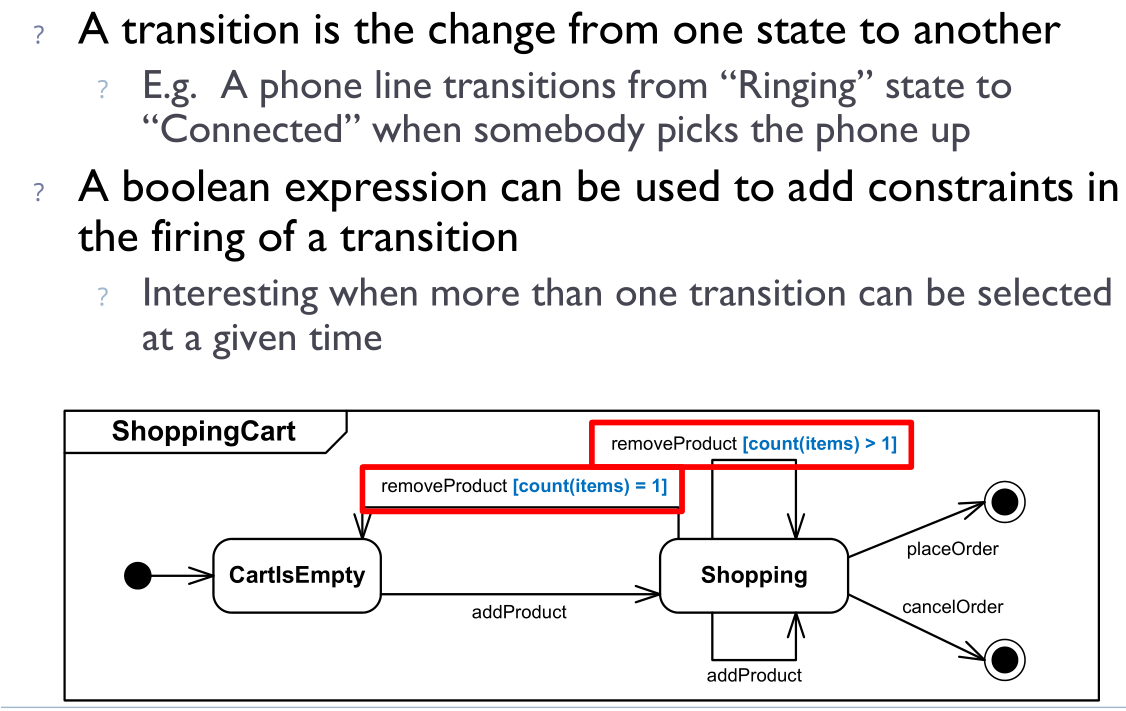 ? A transition is the change from one state to another
? E.g. A phone line transitions from “Ringing” state to
“Connected” when somebody picks the phone up
? A boolean expression can be used to add constraints in
the firing of a transition
? Interesting when more than one transition can be selected
at a given time
ShoppingCart
removeProduct [count(items) > 1]
removeProduct [count(items) = 1]
placeOrder
CartIsEmpty
Shopping
addProduct
cancelOrder
addProduct